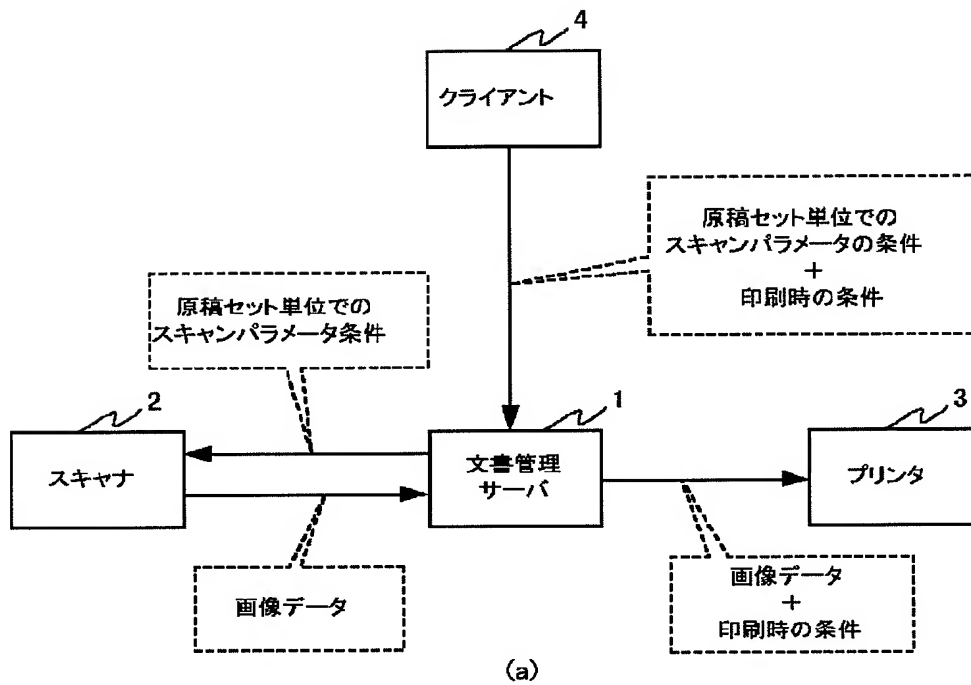 4
クライアント
原稿セット単位での
スキャンパラメータの条件
+
印刷時の条件
原稿セット単位での
スキャンパラメータ条件
2
スキャナ
1
文書管理
サーバ
3
プリンタ
画像データ
画像データ
+
印刷時の条件
(a)